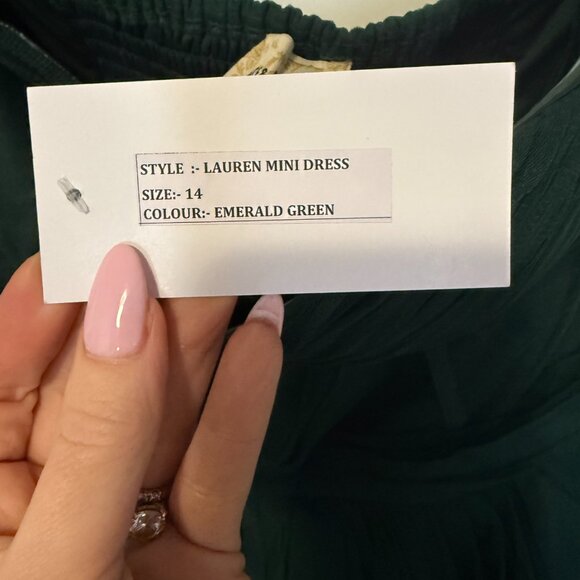 STYLE :- LAUREN MINI DRESS
SIZE:- 14
COLOUR:- EMERALD GREEN